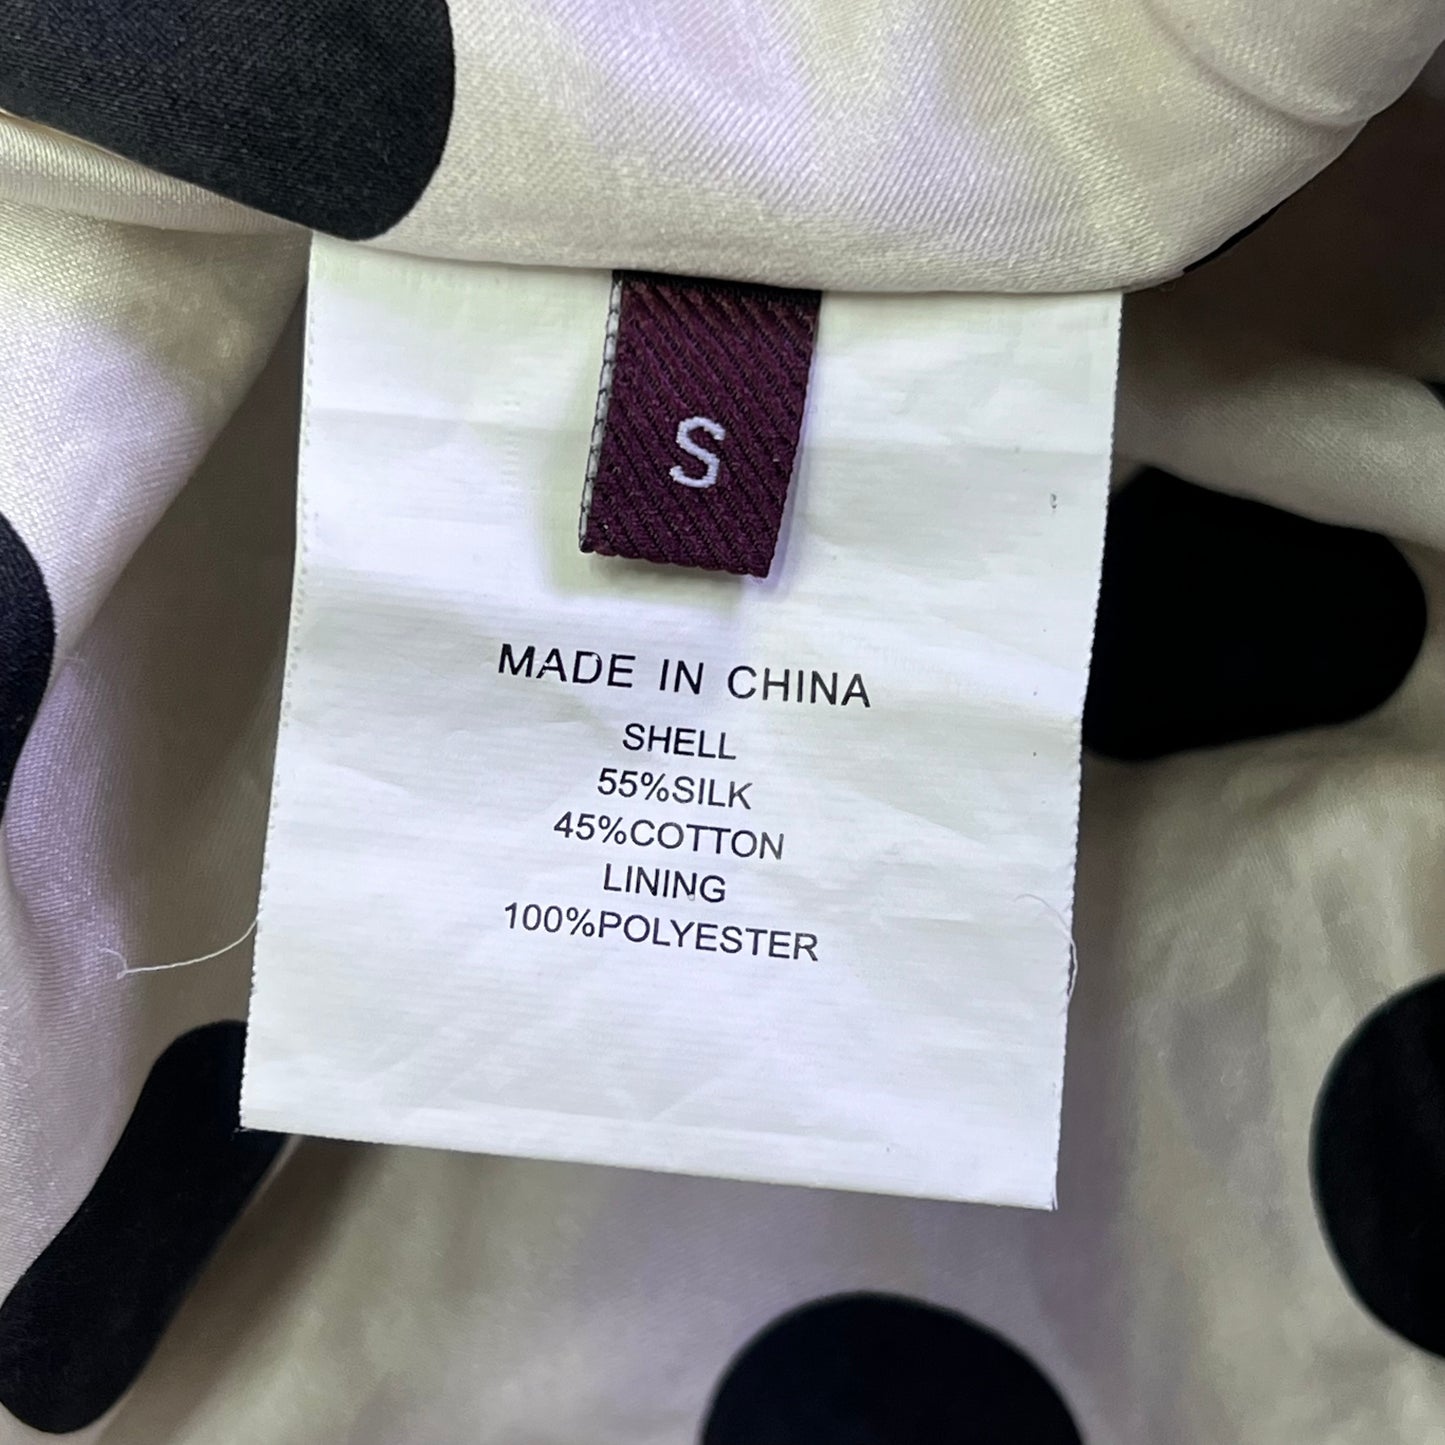 S
MADE IN CHINA
SHELL
55%SILK
45%COTTON
LINING
100%POLYESTER